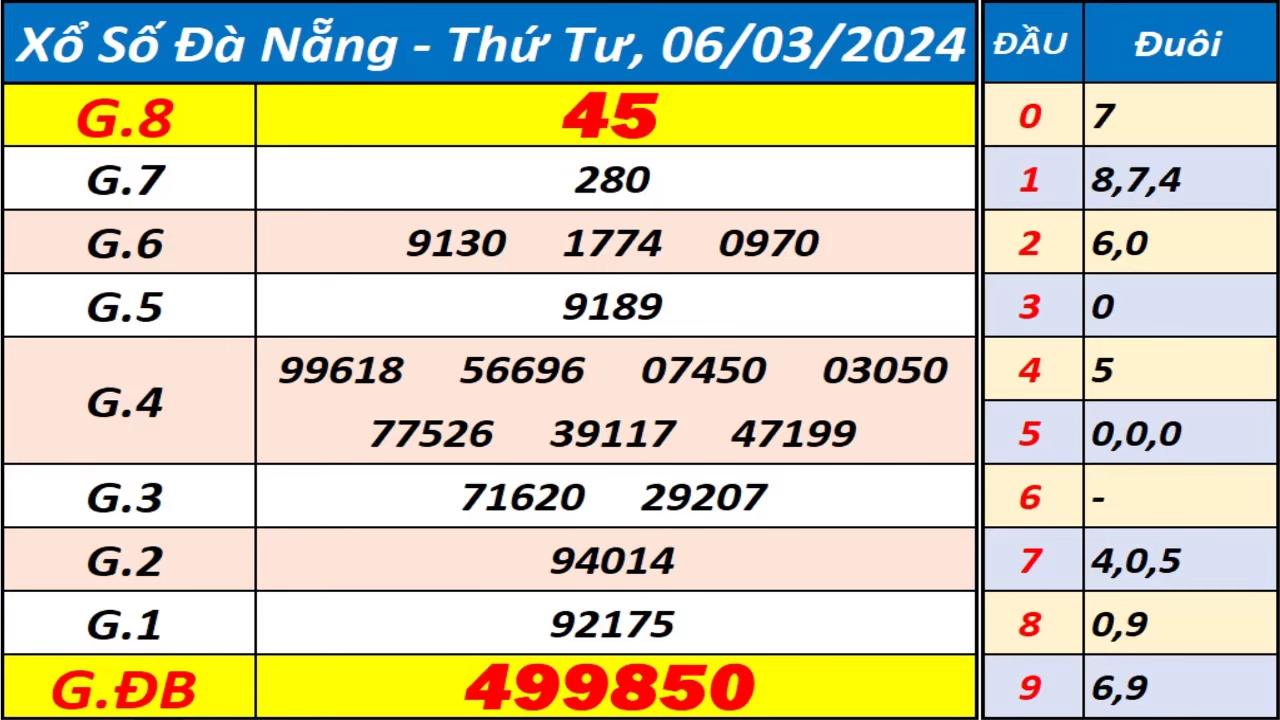 Xổ Số Đà Nẵng - Thứ Tư, 06/03/2024 ĐẦU Đuôi
G.8 45 0 7
G.7 280 1 8,7,4
G.6 9130 1774 0970 2 6,0
G.5 9189 3 0
G.4 99618 56696 07450 03050 4 5
77526 39117 47199 5 0,0,0
G.3 71620 29207 6 -
G.2 94014 7 4,0,5
G.1 92175 8 0,9
G.ĐB 499850 9 6,9